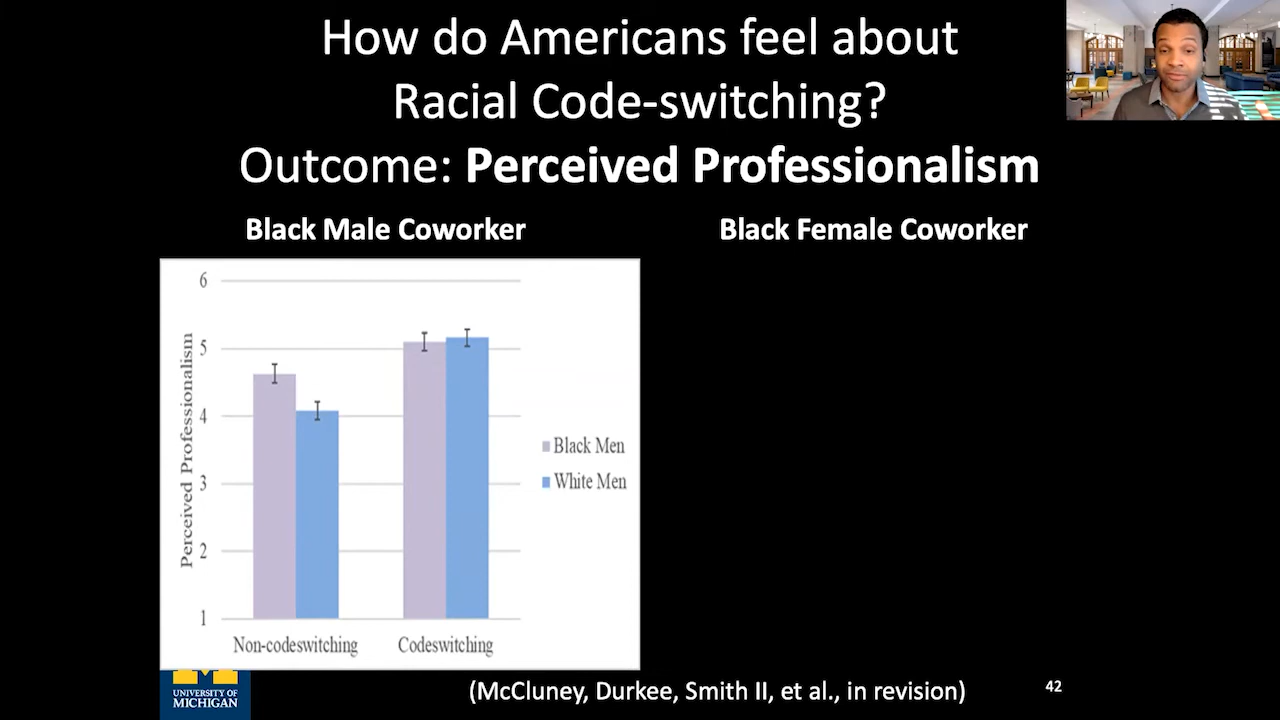 How do Americans feel about
Racial Code-switching?
Outcome: Perceived Professionalism
Black Male Coworker
Black Female Coworker
6
5
4
3
2
1
Perceived Professionalism
Black Men
White Men
Non-codeswitching
Codeswitching
M
UNIVERSITY OF
MICHIGAN
(McCluney, Durkee, Smith II, et al., in revision)
42